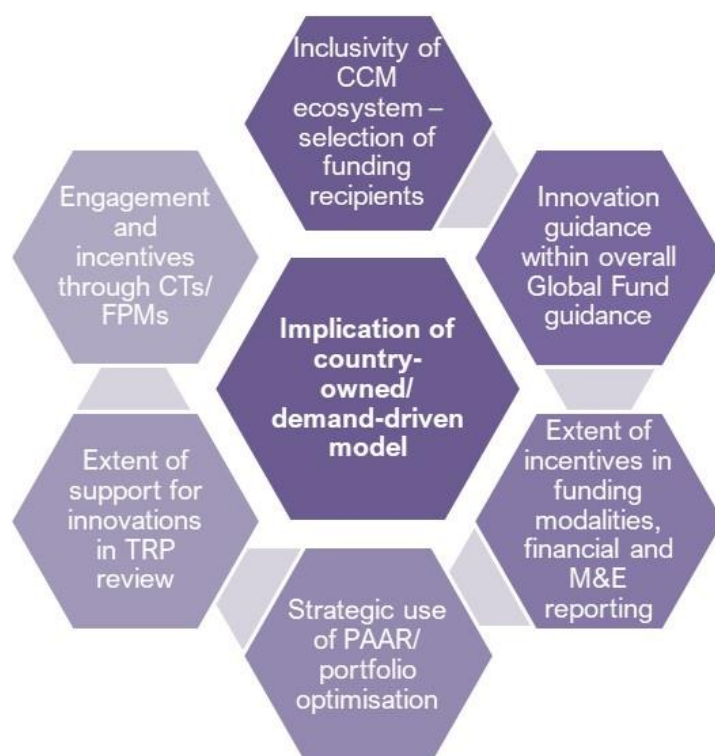 Inclusivity of
CCM
ecosystem –
selection of
funding
recipients
Innovation
guidance
within overall
Global Fund
guidance
Extent of
incentives in
funding
modalities,
financial and
M&E
reporting
Strategic use
of PAAR/
portfolio
optimisation
Extent of
support for
innovations
in TRP
review
Engagement
and
incentives
through CTs/
FPMs
Implication of
country-
owned/
demand-driven
model